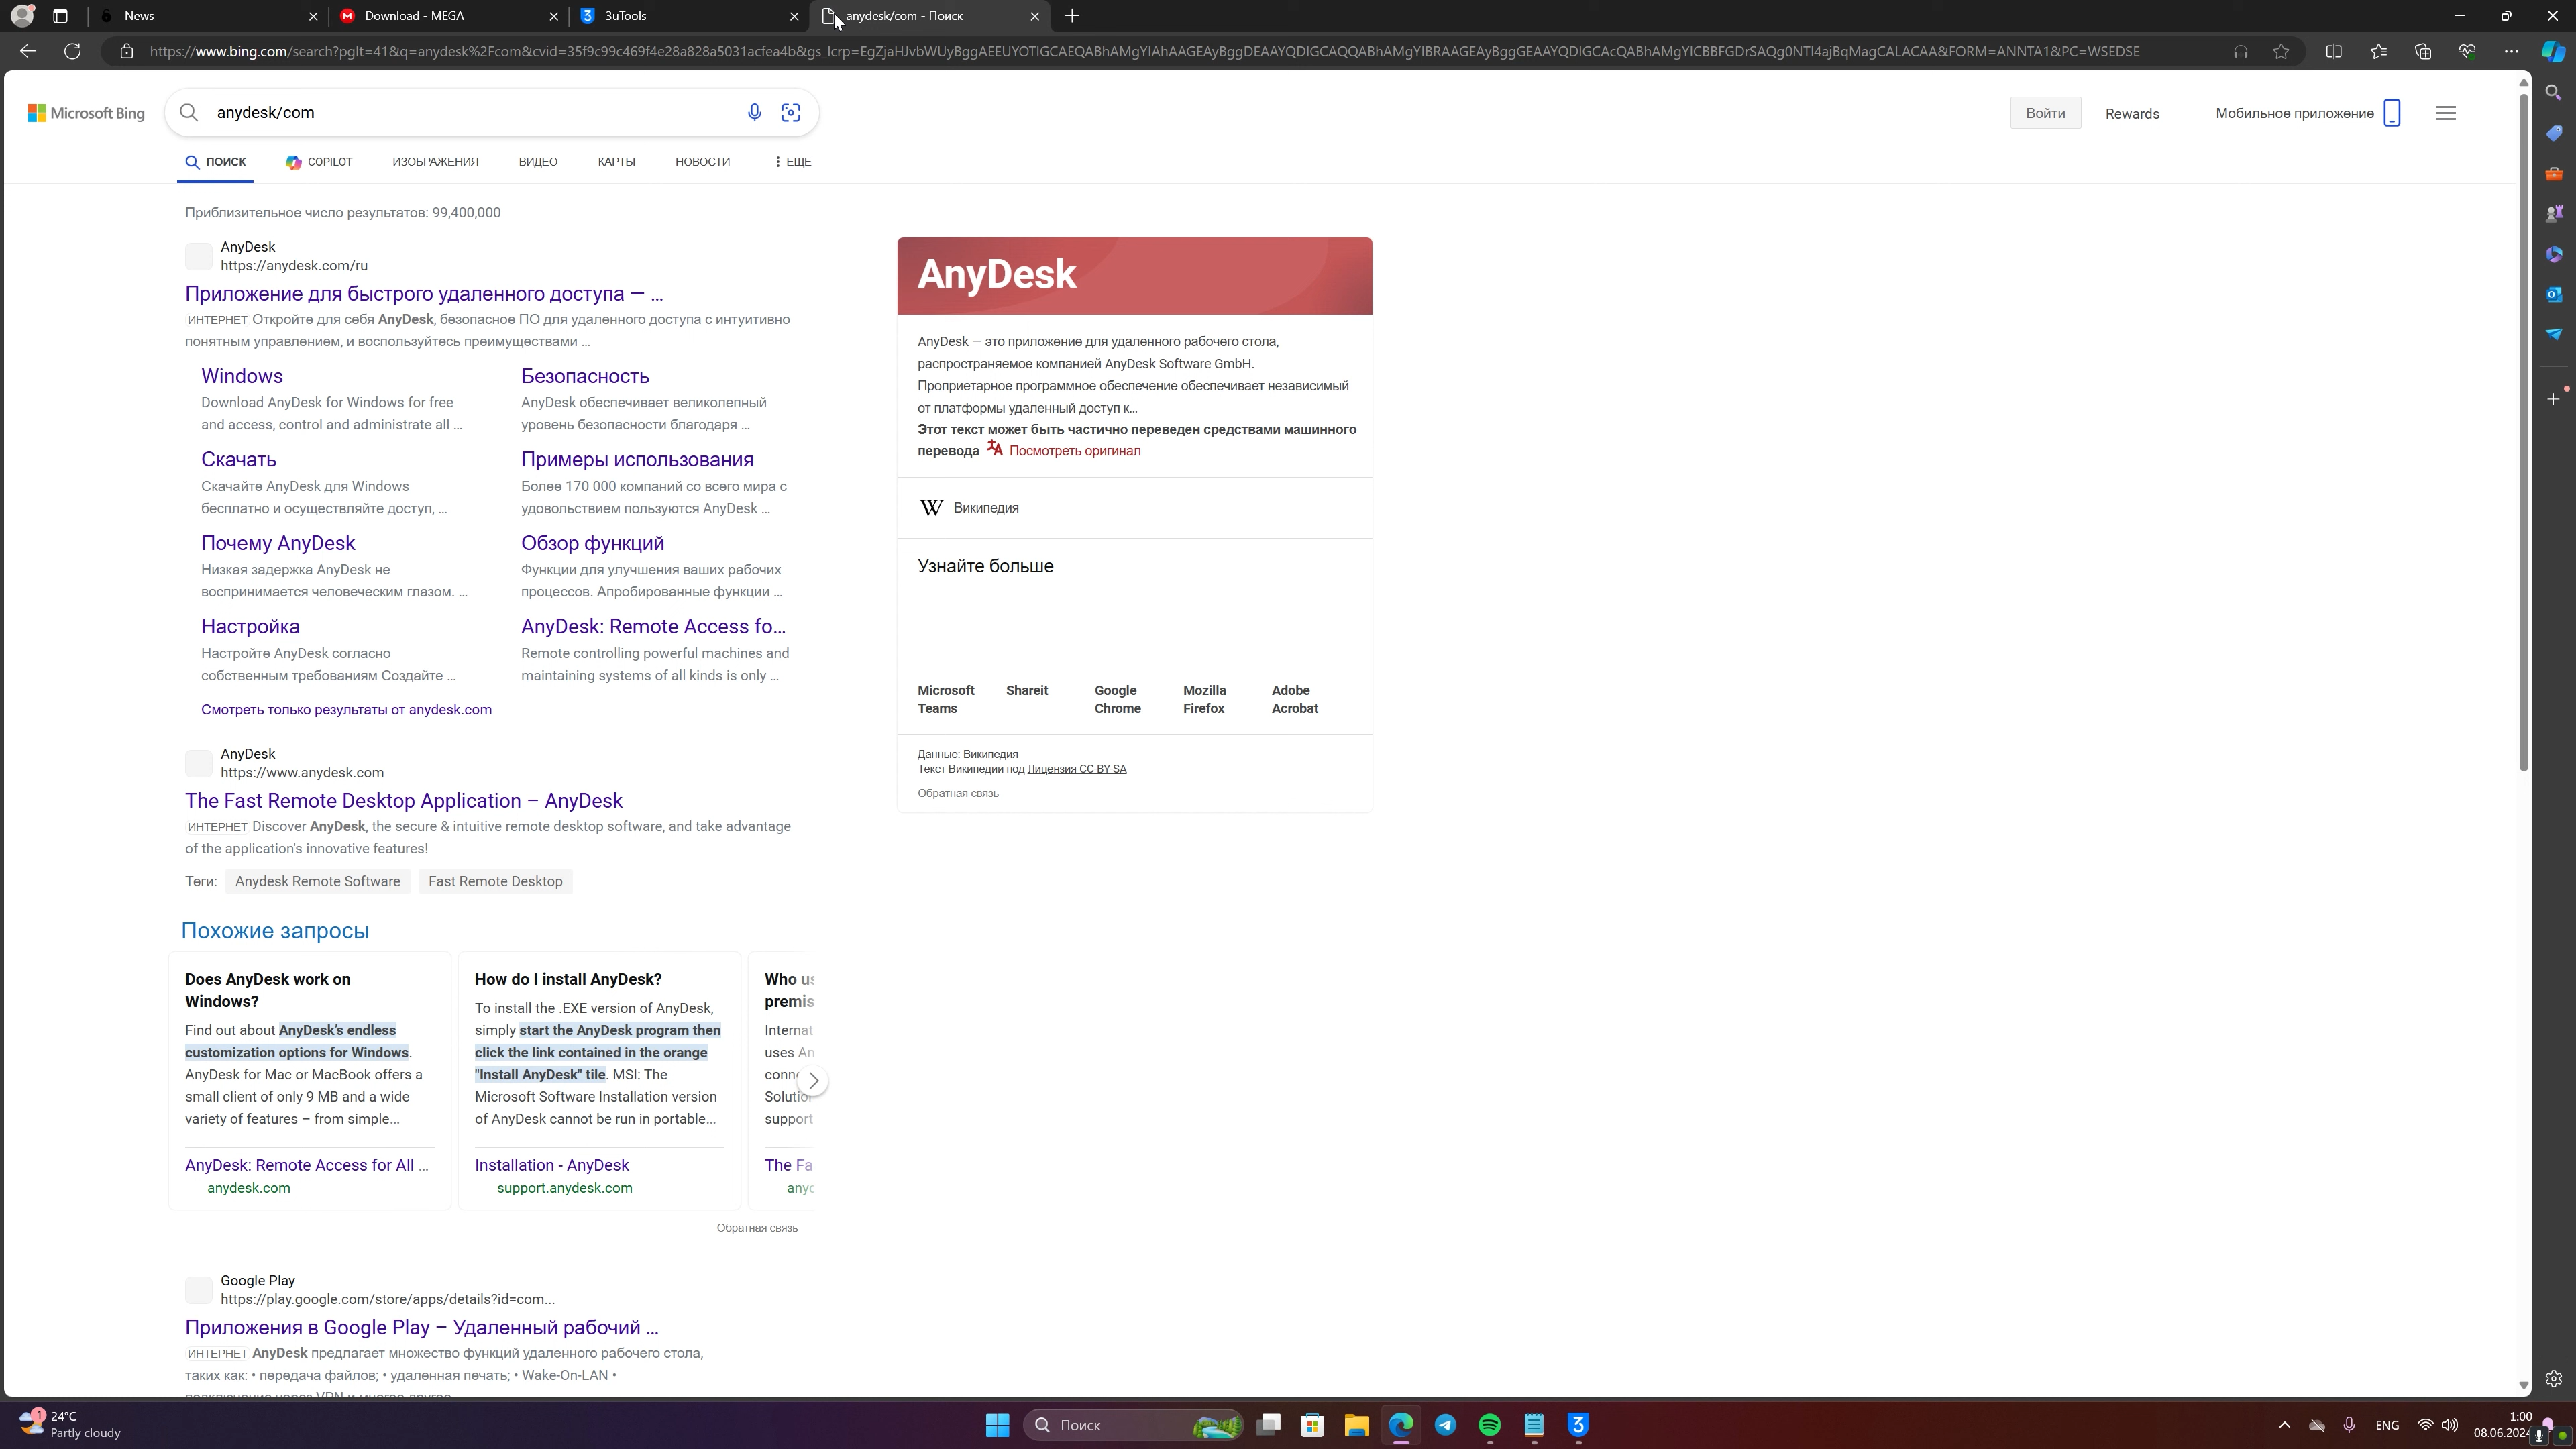 News
Download - MEGA
3uTools
anydesk/com - Поиск
https://www.bing.com/search?pglt=41&q=anydesk%2Fcom&cvid=35f9c99c469f4e28a828a5031acfea4b&gs_lcrp=EgZjaHJvbWUyBggAEEUYOTIGCAEQABhAMgYIAhAAGEAyBggDEAAYQDIGCAQQABhAMgYIBRAAGEAyBggGEAAYQDIGCAcQABhAMgYICBBFGDrSAQg0NTI4ajBqMagCALACAA&FORM=ANNTA1&PC=WSEDSE
Microsoft Bing
anydesk/com
Войти
Rewards
Мобильное приложение
ПОИСК
COPILOT
ИЗОБРАЖЕНИЯ
ВИДЕО
КАРТЫ
НОВОСТИ
ЕЩЕ
Приблизительное число результатов: 99,400,000
AnyDesk
https://anydesk.com/ru
Приложение для быстрого удаленного доступа — ...
ИНТЕРНЕТ Откройте для себя AnyDesk, безопасное ПО для удаленного доступа с интуитивно
понятным управлением, и воспользуйтесь преимуществами ...
Windows
Download AnyDesk for Windows for free
and access, control and administrate all ...
Безопасность
AnyDesk обеспечивает великолепный
уровень безопасности благодаря ...
Скачать
Скачайте AnyDesk для Windows
бесплатно и осуществляйте доступ, ...
Примеры использования
Более 170 000 компаний со всего мира с
удовольствием пользуются AnyDesk ...
Почему AnyDesk
Низкая задержка AnyDesk не
воспринимается человеческим глазом. ...
Обзор функций
Функции для улучшения ваших рабочих
процессов. Апробированные функции ...
Настройка
Настройте AnyDesk согласно
собственным требованиям Создайте ...
AnyDesk: Remote Access fo...
Remote controlling powerful machines and
maintaining systems of all kinds is only ...
Смотреть только результаты от anydesk.com
AnyDesk
https://www.anydesk.com
The Fast Remote Desktop Application – AnyDesk
ИНТЕРНЕТ Discover AnyDesk, the secure & intuitive remote desktop software, and take advantage
of the application's innovative features!
Теги: Anydesk Remote Software Fast Remote Desktop
Похожие запросы
Does AnyDesk work on
Windows?
Find out about AnyDesk's endless
customization options for Windows.
AnyDesk for Mac or MacBook offers a
small client of only 9 MB and a wide
variety of features – from simple...
AnyDesk: Remote Access for All ...
anydesk.com
How do I install AnyDesk?
To install the .EXE version of AnyDesk,
simply start the AnyDesk program then
click the link contained in the orange
"Install AnyDesk" tile. MSI: The
Microsoft Software Installation version
of AnyDesk cannot be run in portable...
Installation - AnyDesk
support.anydesk.com
Who us
premis
Internat
uses An
conne
Solution
support
The Fa
anyc
Обратная связь
Google Play
https://play.google.com/store/apps/details?id=com...
Приложения в Google Play – Удаленный рабочий ...
ИНТЕРНЕТ AnyDesk предлагает множество функций удаленного рабочего стола,
таких как: • передача файлов; • удаленная печать; • Wake-On-LAN •
подключение через VPN и многое другое
AnyDesk
AnyDesk — это приложение для удаленного рабочего стола,
распространяемое компанией AnyDesk Software GmbH.
Проприетарное программное обеспечение обеспечивает независимый
от платформы удаленный доступ к...
Этот текст может быть частично переведен средствами машинного
перевода Посмотреть оригинал
Википедия
Узнайте больше
Microsoft
Teams
Shareit
Google
Chrome
Mozilla
Firefox
Adobe
Acrobat
Данные: Википедия
Текст Википедии под Лицензия CC-BY-SA
Обратная связь
1
24°C
Partly cloudy
Поиск
ENG
1:00
08.06.2024